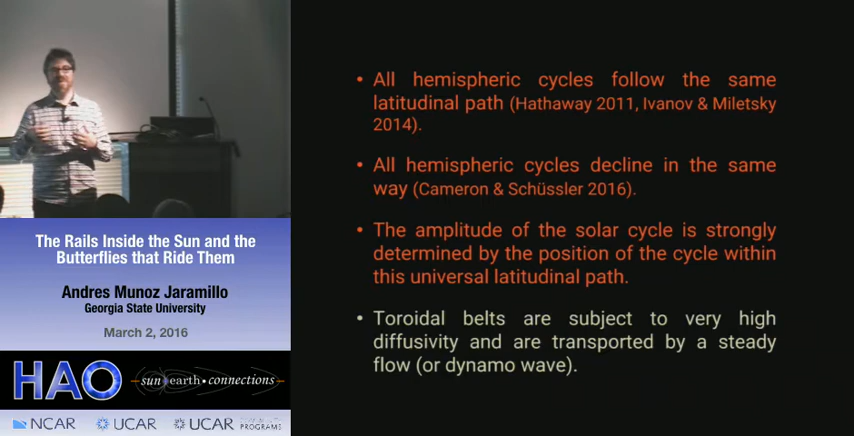 The Rails Inside the Sun and the
Butterflies that Ride Them
Andres Munoz Jaramillo
Georgia State University
March 2, 2016
HAO
sun earth • connections
NCAR
UCAR
UCAR
PROGRAMS
• All hemispheric cycles follow the same
latitudinal path (Hathaway 2011, Ivanov & Miletsky
2014).
• All hemispheric cycles decline in the same
way (Cameron & Schüssler 2016).
• The amplitude of the solar cycle is strongly
determined by the position of the cycle within
this universal latitudinal path.
• Toroidal belts are subject to very high
diffusivity and are transported by a steady
flow (or dynamo wave).